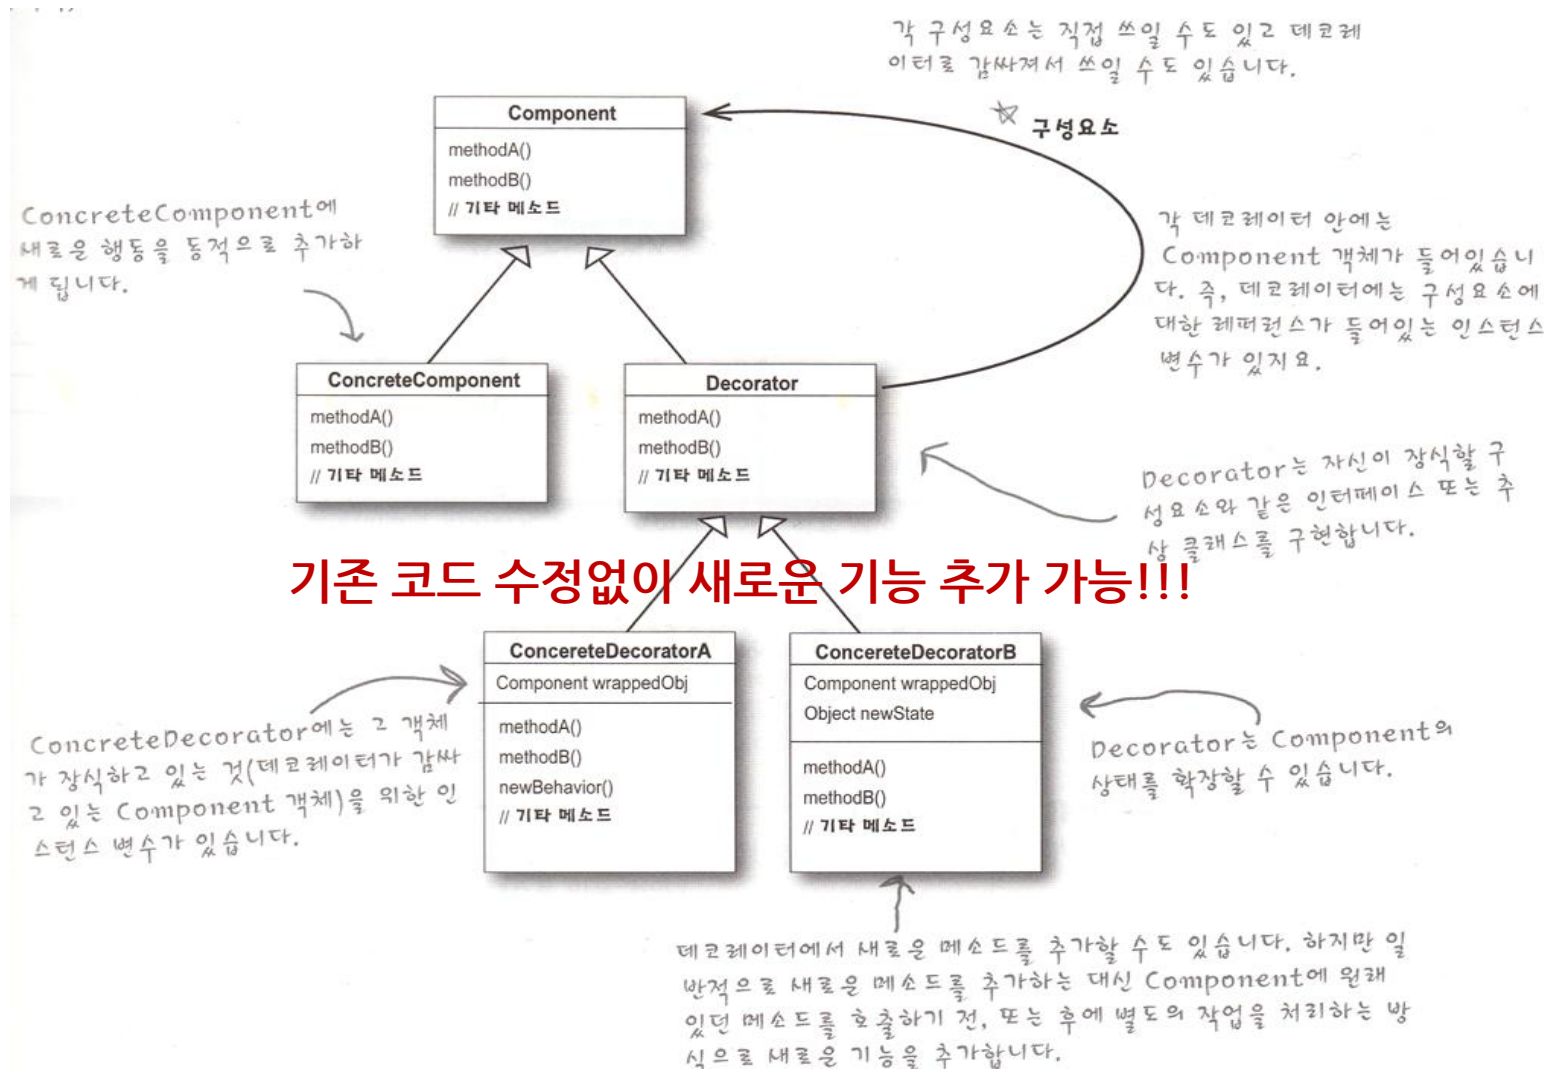 각 구성요소는 직접 쓰일 수도 있고 데코레
이터로 감싸져서 쓰일 수도 있습니다.
Component
methodA()
methodB()
// 기타 메소드
구성요소
ConcreteComponent에
새로운 행동을 동적으로 추가하
게 됩니다.
각 데코레이터 안에는
Component 객체가 들어있습니
다. 즉, 데코레이터에는 구성요소에
대한 레퍼런스가 들어있는 인스턴스
변수가 있지요.
ConcreteComponent
methodA()
methodB()
// 기타 메소드
Decorator
methodA()
methodB()
// 기타 메소드
Decorator는 자신이 장식할 구
성요소와 같은 인터페이스 또는 추
상 클래스를 구현합니다.
기존 코드 수정없이 새로운 기능 추가 가능!!!
ConcereteDecoratorA
Component wrappedObj
methodA()
methodB()
newBehavior()
// 기타 메소드
ConcereteDecoratorB
Component wrappedObj
Object newState
methodA()
methodB()
// 기타 메소드
ConcreteDecorator에는 그 객체
가 장식하고 있는 것(데코레이터가 감싸
고 있는 Component 객체)을 위한 인
스턴스 변수가 있습니다.
Decorator는 Component의
상태를 확장할 수 있습니다.
데코레이터에서 새로운 메소드를 추가할 수도 있습니다. 하지만 일
반적으로 새로운 메소드를 추가하는 대신 Component에 원래
있던 메소드를 호출하기 전, 또는 후에 별도의 작업을 처리하는 방
식으로 새로운 기능을 추가합니다.